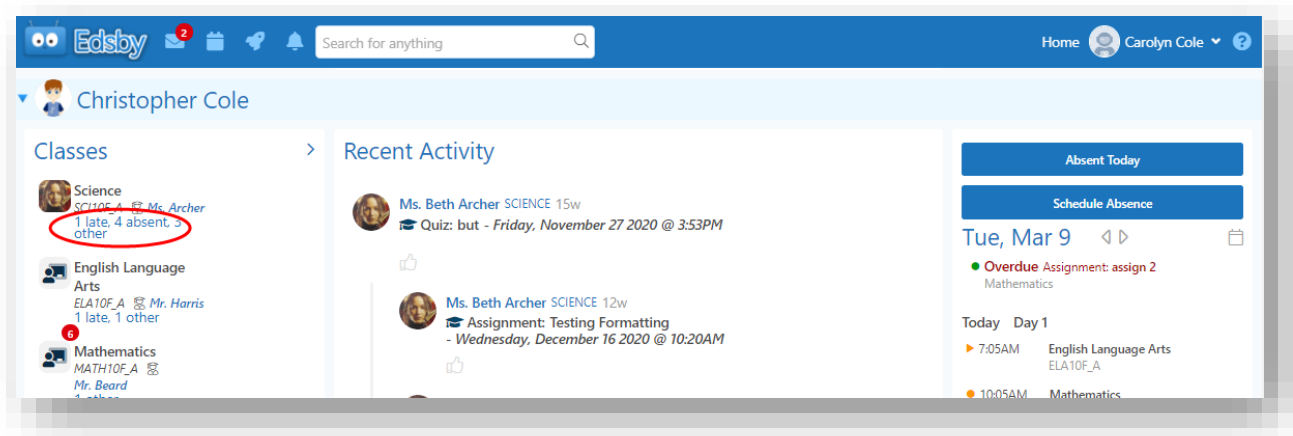 Edsby
2
Search for anything
Home Carolyn Cole
?
Christopher Cole
Classes
Science
SCI10F_A Ms. Archer
1 late, 4 absent, 3
other
English Language
Arts
ELA10F_A Mr. Harris
1 late, 1 other
6
Mathematics
MATH10F_A
Mr. Beard
1 other
Recent Activity
Ms. Beth Archer SCIENCE 15w
Quiz: but - Friday, November 27 2020 @ 3:53PM
Ms. Beth Archer SCIENCE 12w
Assignment: Testing Formatting
- Wednesday, December 16 2020 @ 10:20AM
Absent Today
Schedule Absence
Tue, Mar 9
Overdue Assignment: assign 2
Mathematics
Today Day 1
7:05AM English Language Arts
ELA10F_A
10:05AM Mathematics